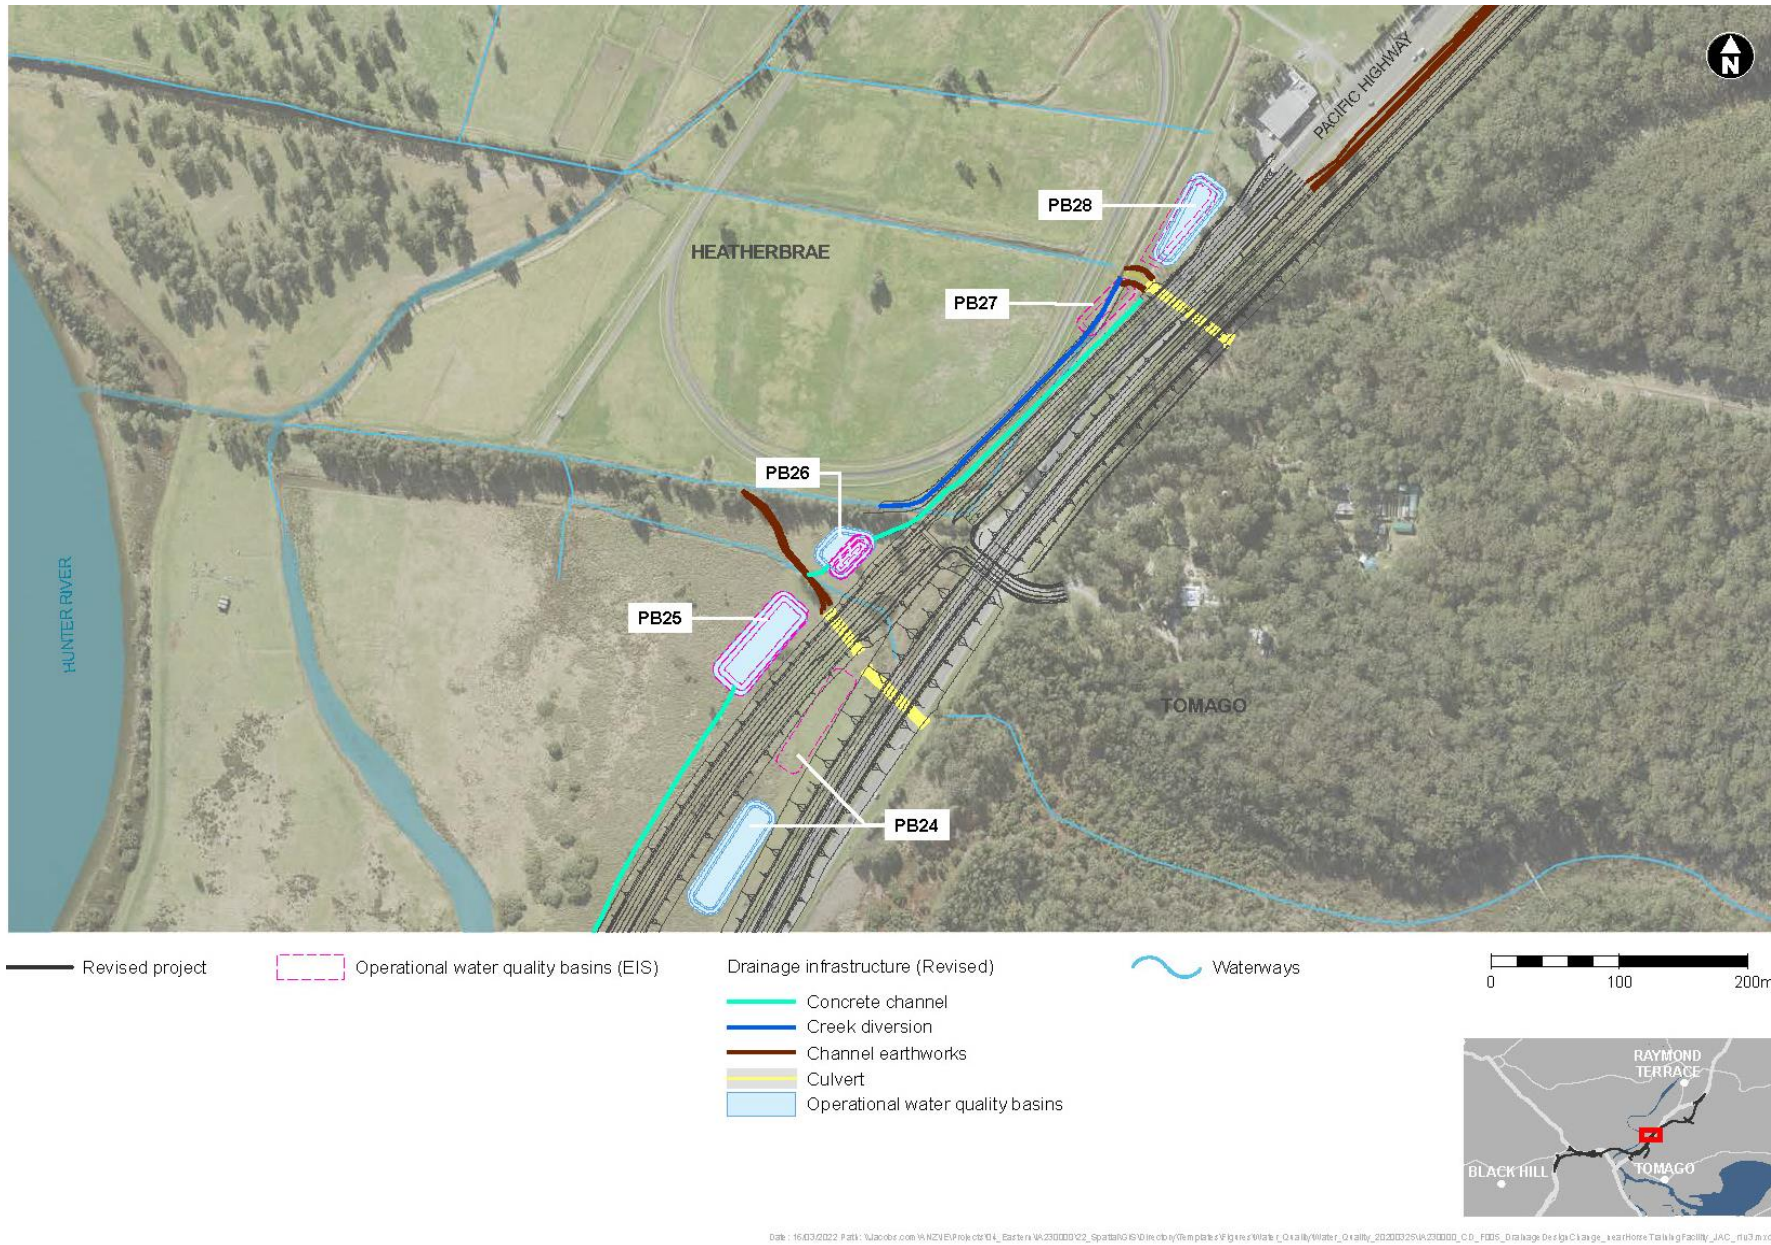 N
PACIFIC HIGHWAY
PB28
HEATHERBRAE
PB27
PB26
PB25
HUNTER RIVER
TOMAGO
PB24
Revised project
Operational water quality basins (EIS)
Drainage infrastructure (Revised)
Concrete channel
Creek diversion
Channel earthworks
Culvert
Operational water quality basins
Waterways
0 100 200m
RAYMOND
TERRACE
BLACK HILL
TOMAGO